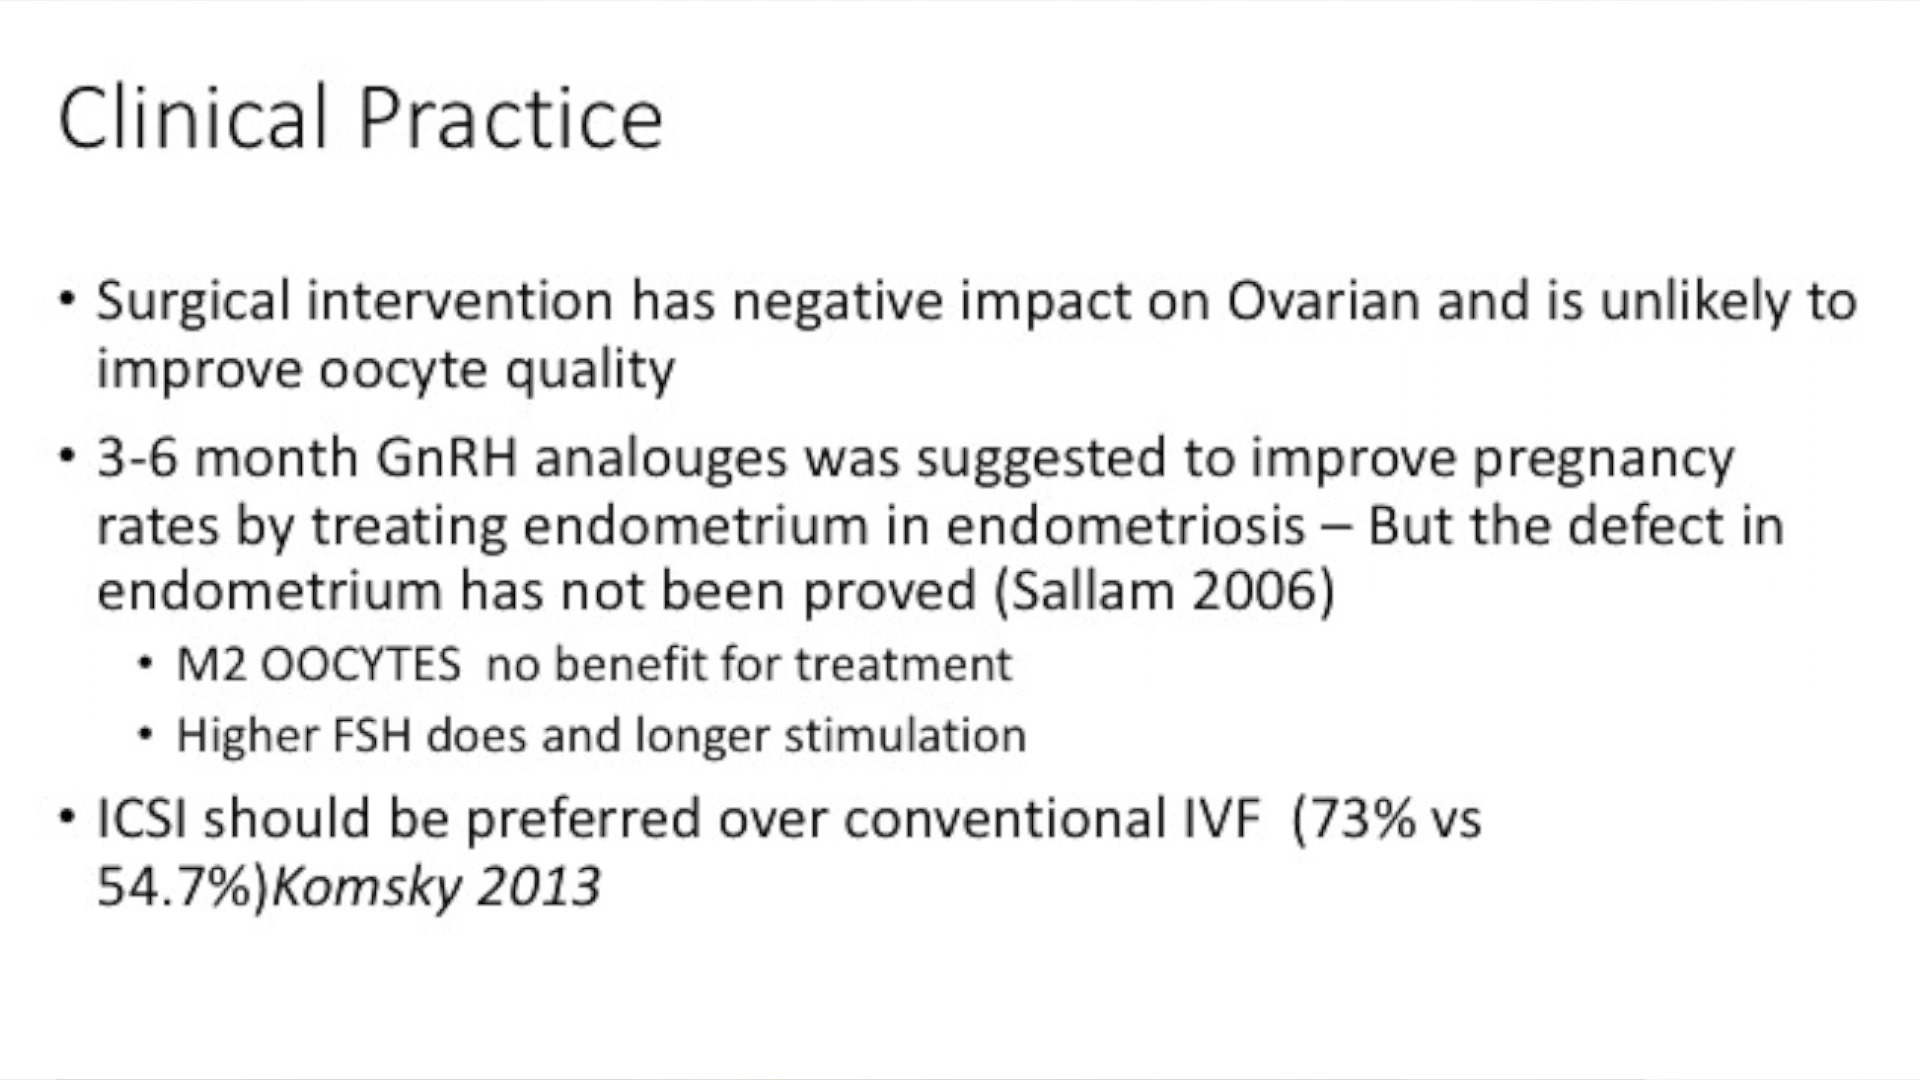 Clinical Practice
• Surgical intervention has negative impact on Ovarian and is unlikely to
improve oocyte quality
• 3-6 month GnRH analouges was suggested to improve pregnancy
rates by treating endometrium in endometriosis – But the defect in
endometrium has not been proved (Sallam 2006)
• M2 OOCYTES  no benefit for treatment
• Higher FSH does and longer stimulation
• ICSI should be preferred over conventional IVF  (73% vs
54.7%)Komsky 2013